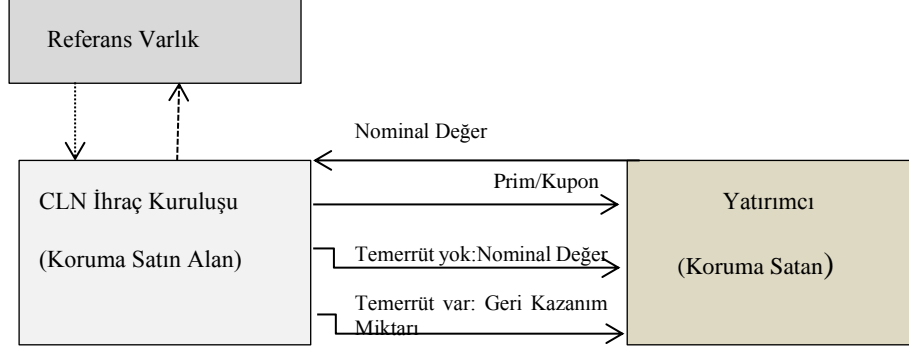 Referans Varlık
Nominal Değer
Prim/Kupon
CLN İhraç Kuruluşu
(Koruma Satın Alan)
Yatırımcı
(Koruma Satan)
Temerrüt yok:Nominal Değer
Temerrüt var: Geri Kazanım
Miktarı